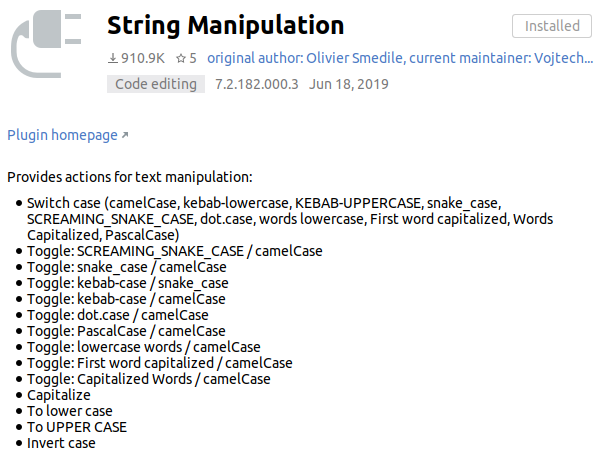 String Manipulation
Installed
910.9K 5 original author: Olivier Smedile, current maintainer: Vojtech...
Code editing 7.2.182.000.3 Jun 18, 2019
Plugin homepage
Provides actions for text manipulation:
Switch case (camelCase, kebab-lowercase, KEBAB-UPPERCASE, snake_case,
SCREAMING_SNAKE_CASE, dot.case, words lowercase, First word capitalized, Words
Capitalized, PascalCase)
Toggle: SCREAMING_SNAKE_CASE / camelCase
Toggle: snake_case / camelCase
Toggle: kebab-case / snake_case
Toggle: kebab-case / camelCase
Toggle: dot.case / camelCase
Toggle: PascalCase / camelCase
Toggle: lowercase words / camelCase
Toggle: First word capitalized / camelCase
Toggle: Capitalized Words / camelCase
Capitalize
To lower case
To UPPER CASE
Invert case